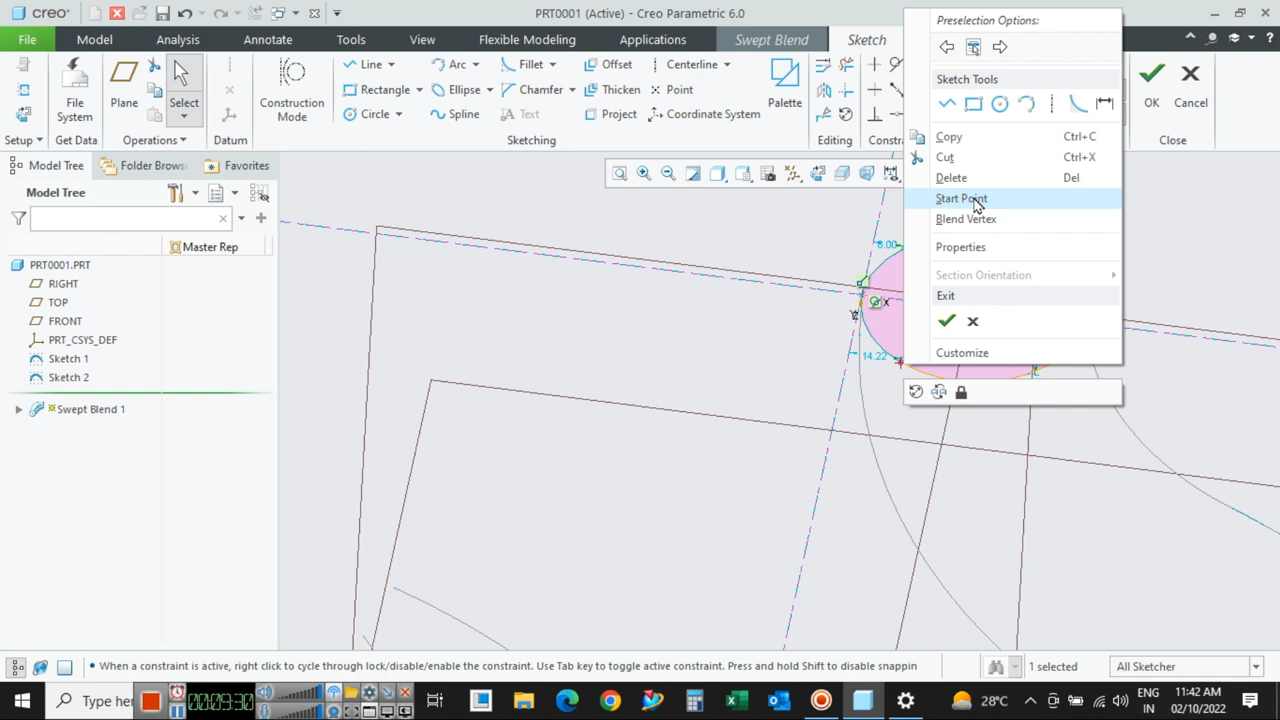 creo
PRT0001 (Active) - Creo Parametric 6.0
File
Model
Analysis
Annotate
Tools
View
Flexible Modeling
Applications
Swept Blend
Sketch
Setup
File
System
Get Data
Plane
Select
Operations
Datum
Construction
Mode
Line
Arc
Fillet
Offset
Centerline
Rectangle
Ellipse
Chamfer
Thicken
Point
Circle
Spline
Text
Project
Coordinate System
Sketching
Palette
Editing
OK
Cancel
Close
Model Tree
Folder Brows
Favorites
Model Tree
Master Rep
PRT0001.PRT
RIGHT
TOP
FRONT
PRT_CSYS_DEF
Sketch 1
Sketch 2
Swept Blend 1
Preselection Options:
Sketch Tools
Copy Ctrl+C
Cut Ctrl+X
Delete Del
Start Point
Blend Vertex
Properties
Section Orientation
Exit
Customize
14.22
X
Y
• When a constraint is active, right click to cycle through lock/disable/enable the constraint. Use Tab key to toggle active constraint. Press and hold Shift to disable snappin
1 selected
All Sketcher
Type her
00:09:30
28°C
ENG
IN
11:42 AM
02/10/2022